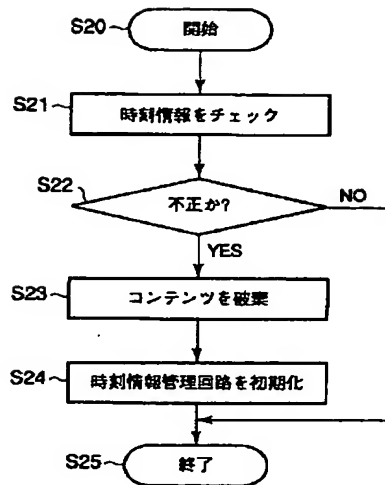 S20 開始
S21 時刻情報をチェック
S22 不正か? NO
YES
S23 コンテンツを破棄
S24 時刻情報管理回路を初期化
S25 終了